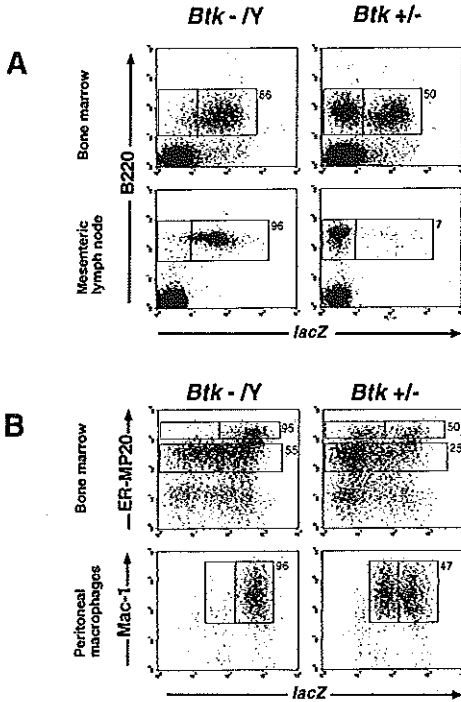 Btk - /Y Btk +/-
A
Bone marrow
66 50
B220
Mesenteric
lymph node
96 7
lacZ
Btk - /Y Btk +/-
B
Bone marrow
95 50
55 25
ER-MP20
Peritoneal
macrophages
Mac-1
96 47
lacZ